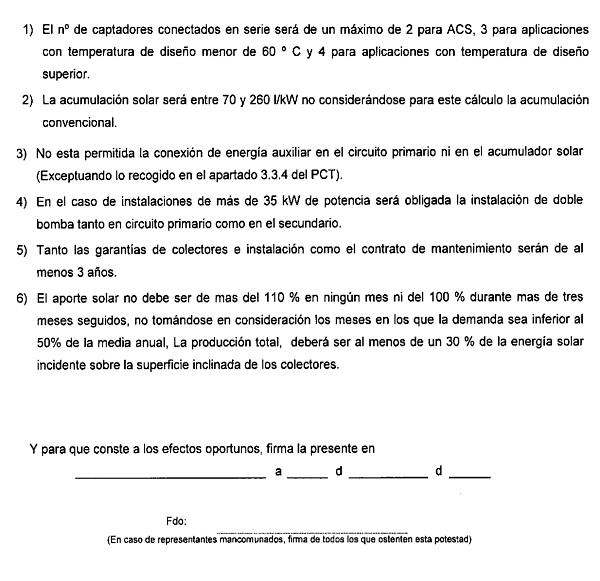 1) El nº de captadores conectados en serie será de un máximo de 2 para ACS, 3 para aplicaciones
con temperatura de diseño menor de 60 º C y 4 para aplicaciones con temperatura de diseño
superior.
2) La acumulación solar será entre 70 y 260 l/kW no considerándose para este cálculo la acumulación
convencional.
3) No esta permitida la conexión de energía auxiliar en el circuito primario ni en el acumulador solar
(Exceptuando lo recogido en el apartado 3.3.4 del PCT).
4) En el caso de instalaciones de más de 35 kW de potencia será obligada la instalación de doble
bomba tanto en circuito primario como en el secundario.
5) Tanto las garantías de colectores e instalación como el contrato de mantenimiento serán de al
menos 3 años.
6) El aporte solar no debe ser de mas del 110 % en ningún mes ni del 100 % durante mas de tres
meses seguidos, no tomándose en consideración los meses en los que la demanda sea inferior al
50% de la media anual, La producción total, deberá ser al menos de un 30 % de la energía solar
incidente sobre la superficie inclinada de los colectores.
Y para que conste a los efectos oportunos, firma la presente en
____________________________ a ______ d ____________ d ______
Fdo: ____________________________
(En caso de representantes mancomunados, firma de todos los que ostenten esta potestad)